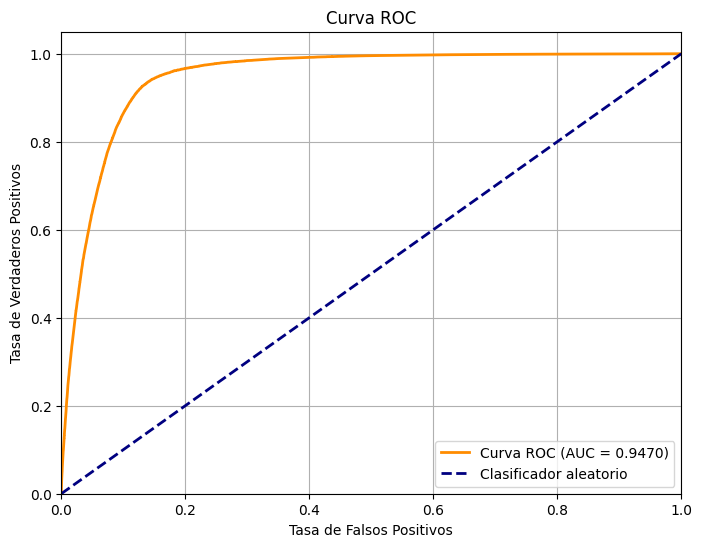 Curva ROC
1.0
0.8
0.6
0.4
0.2
0.0
Tasa de Verdaderos Positivos
Curva ROC (AUC = 0.9470)
Clasificador aleatorio
0.0 0.2 0.4 0.6 0.8 1.0
Tasa de Falsos Positivos